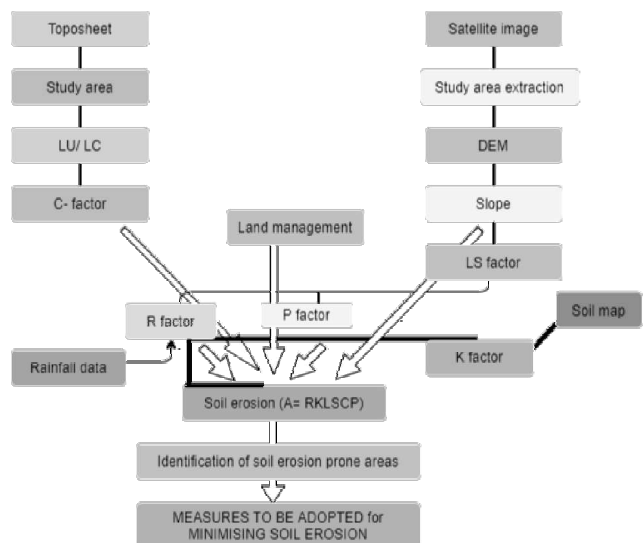 Toposheet
Satellite image
Study area
Study area extraction
LU/ LC
DEM
C- factor
Slope
Land management
LS factor
R factor
P factor
Soil map
Rainfall data
K factor
Soil erosion (A= RKLSCP)
Identification of soil erosion prone areas
MEASURES TO BE ADOPTED for
MINIMISING SOIL EROSION